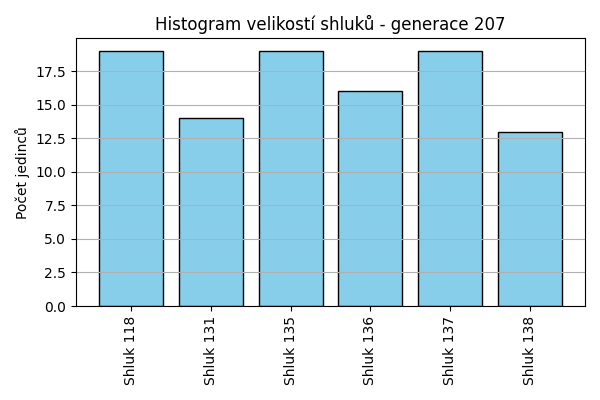 Histogram velikostí shluků - generace 207
Počet jedinců
17.5
15.0
12.5
10.0
7.5
5.0
2.5
0.0
Shluk 118
Shluk 131
Shluk 135
Shluk 136
Shluk 137
Shluk 138